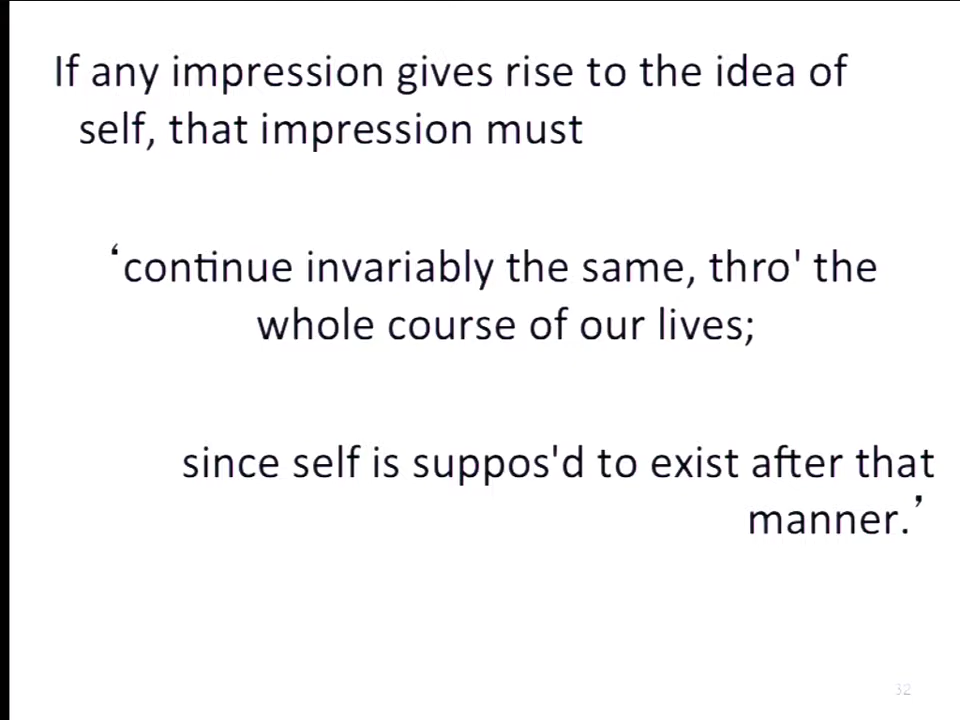 If any impression gives rise to the idea of
self, that impression must
‘continue invariably the same, thro' the
whole course of our lives;
since self is suppos'd to exist after that
manner.’
32